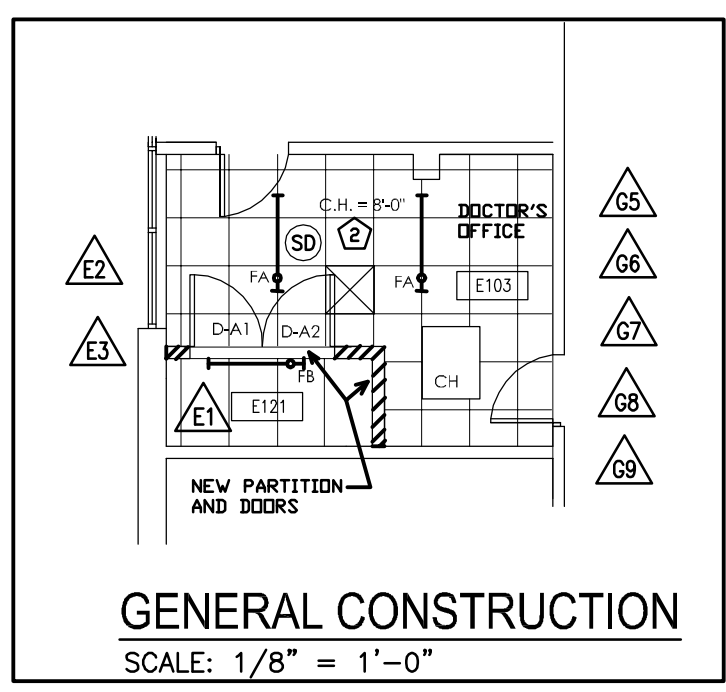 C.H. = 8'-0"
DOCTOR'S
OFFICE
G5
SD
2
E2
G6
FA
FA
E103
D-A1
D-A2
G7
E3
FB
CH
E1
E121
G8
G9
NEW PARTITION
AND DOORS
GENERAL CONSTRUCTION
SCALE: 1/8" = 1'-0"